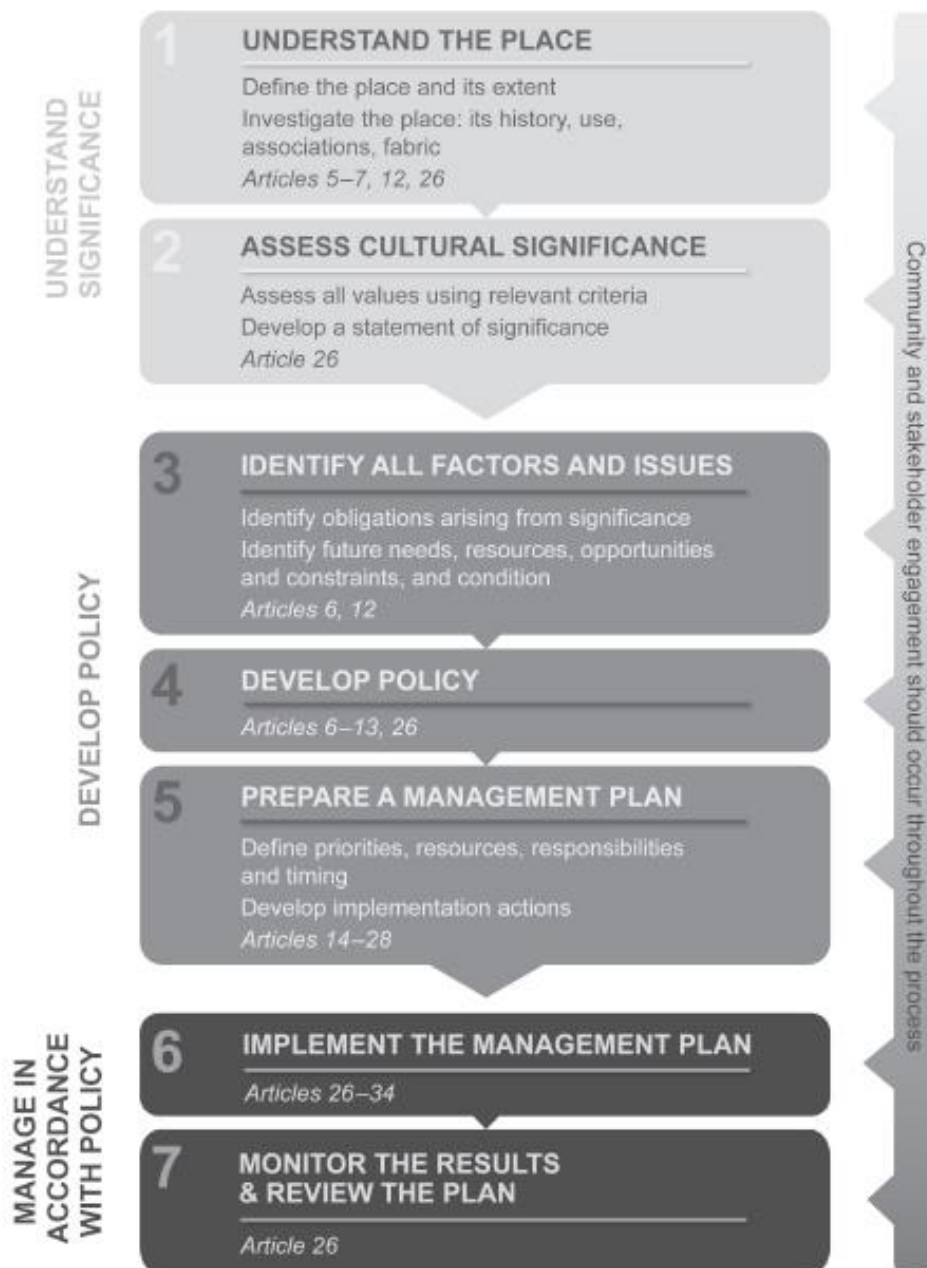 UNDERSTAND
SIGNIFICANCE
1
UNDERSTAND THE PLACE
Define the place and its extent
Investigate the place: its history, use,
associations, fabric
Articles 5–7, 12, 26
2
ASSESS CULTURAL SIGNIFICANCE
Assess all values using relevant criteria
Develop a statement of significance
Article 26
DEVELOP POLICY
3
IDENTIFY ALL FACTORS AND ISSUES
Identify obligations arising from significance
Identify future needs, resources, opportunities
and constraints, and condition
Articles 6, 12
4
DEVELOP POLICY
Articles 6–13, 26
5
PREPARE A MANAGEMENT PLAN
Define priorities, resources, responsibilities
and timing
Develop implementation actions
Articles 14–28
MANAGE IN
ACCORDANCE
WITH POLICY
6
IMPLEMENT THE MANAGEMENT PLAN
Articles 26–34
7
MONITOR THE RESULTS
& REVIEW THE PLAN
Article 26
Community and stakeholder engagement should occur throughout the process